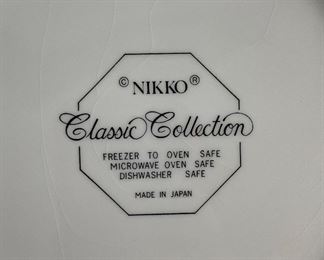 © NIKKO ®
Classic Collection
FREEZER TO OVEN SAFE
MICROWAVE OVEN SAFE
DISHWASHER SAFE
MADE IN JAPAN